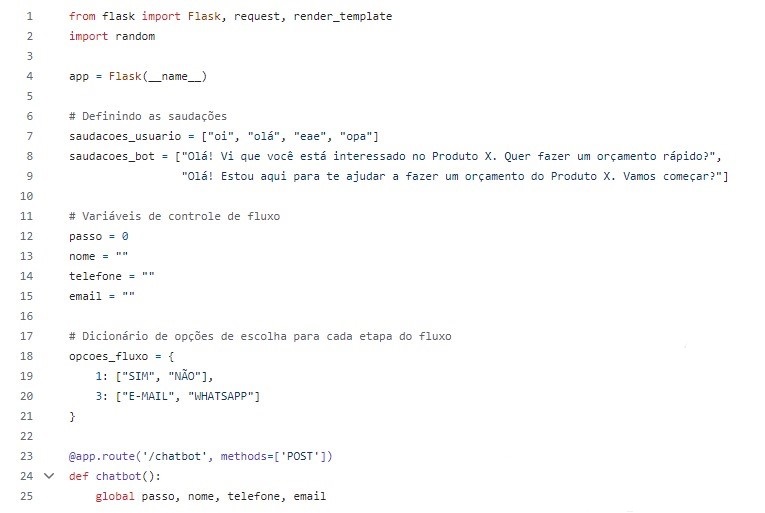 1 from flask import Flask, request, render_template
2 import random
3
4 app = Flask(__name__)
5
6 # Definindo as saudações
7 saudacoes_usuario = ["oi", "olá", "eae", "opa"]
8 saudacoes_bot = ["Olá! Vi que você está interessado no Produto X. Quer fazer um orçamento rápido?",
9                  "Olá! Estou aqui para te ajudar a fazer um orçamento do Produto X. Vamos começar?"]
10
11 # Variáveis de controle de fluxo
12 passo = 0
13 nome = ""
14 telefone = ""
15 email = ""
16
17 # Dicionário de opções de escolha para cada etapa do fluxo
18 opcoes_fluxo = {
19     1: ["SIM", "NÃO"],
20     3: ["E-MAIL", "WHATSAPP"]
21 }
22
23 @app.route('/chatbot', methods=['POST'])
24 def chatbot():
25     global passo, nome, telefone, email